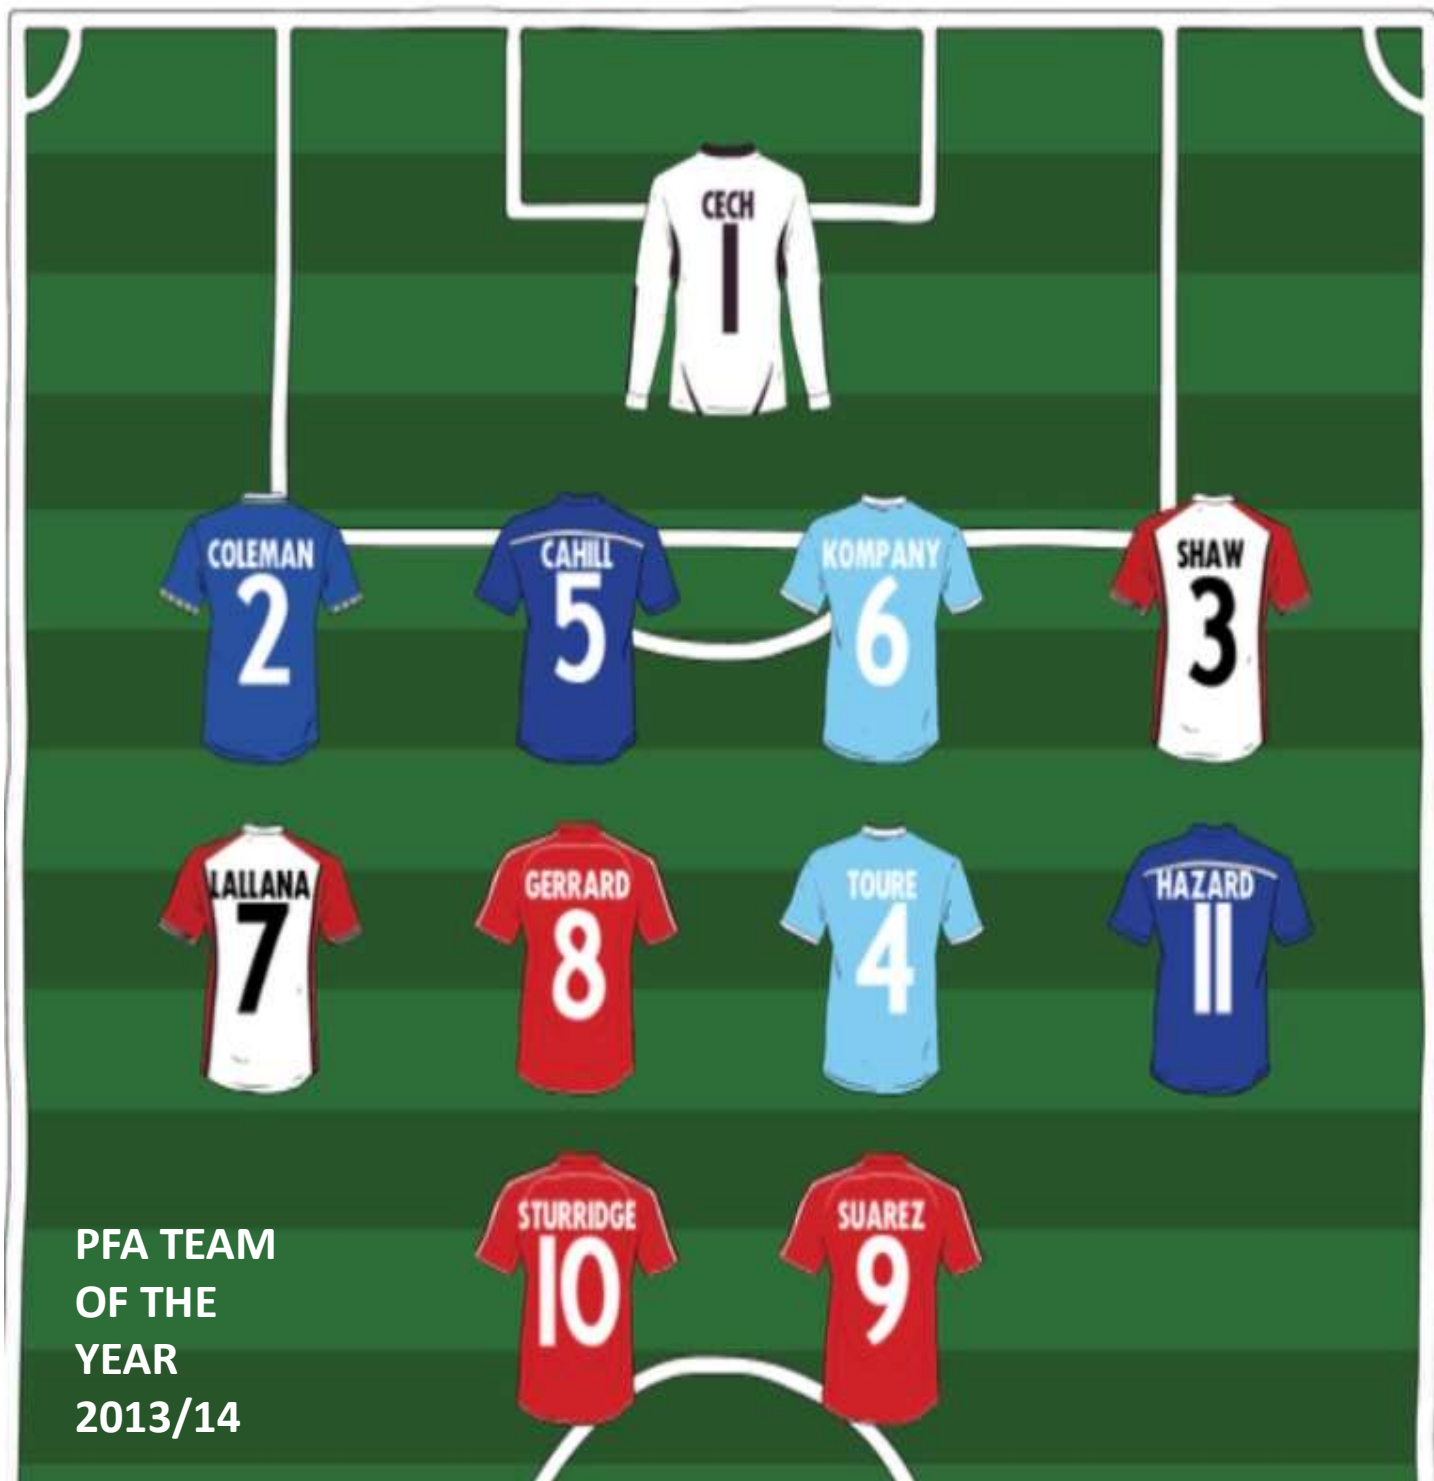 CECH
1
COLEMAN
2
CAHILL
5
KOMPANY
6
SHAW
3
LALLANA
7
GERRARD
8
TOURE
4
HAZARD
11
STURRIDGE
10
SUAREZ
9
PFA TEAM
OF THE
YEAR
2013/14